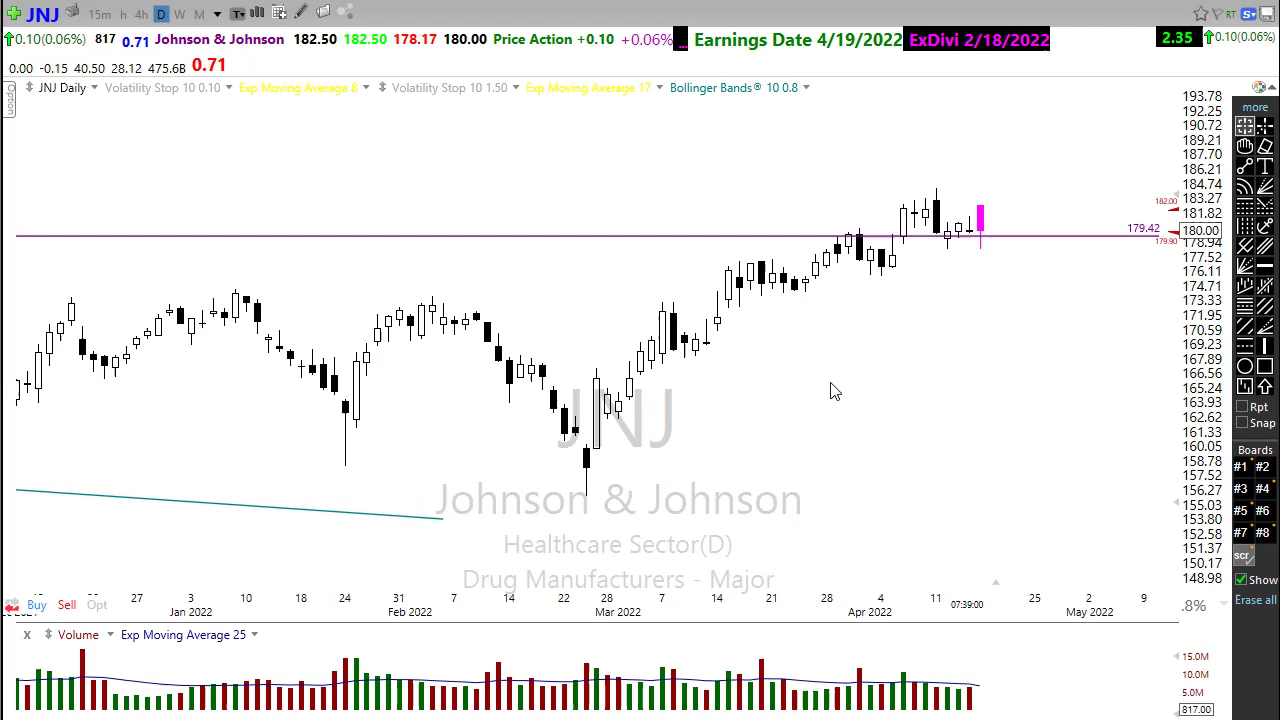 JNJ 15m h 4h D W M T RT S
0.10(0.06%) 817 0.71 Johnson & Johnson 182.50 182.50 178.17 180.00 Price Action +0.10 +0.06% ... Earnings Date 4/19/2022 ExDivi 2/18/2022 2.35 0.10(0.06%)
0.00 -0.15 40.50 28.12 475.6B 0.71
Option JNJ Daily Volatility Stop 10 0.10 Exp Moving Average 8 Volatility Stop 10 1.50 Exp Moving Average 17 Bollinger Bands® 10 0.8
193.78
192.25
190.72
189.21
187.70
186.21
184.74
183.27
182.00
181.82
179.42
180.00
179.90
178.94
177.52
176.11
174.71
173.33
171.95
170.59
169.23
167.89
166.56
165.24
163.93
162.62
161.33
160.05
158.78
157.52
156.27
155.03
153.80
152.58
151.37
150.17
148.98
more
T
Rpt
Snap
Boards
#1 #2
#3 #4
#5 #6
#7 #8
scr
Show
Erase all
JNJ
Johnson & Johnson
Healthcare Sector(D)
Drug Manufacturers - Major
27 3 10 18 24 31 7 14 22 28 7 14 21 28 4 11 07:39:00 25 2 9
Buy Sell Opt .8%
Jan 2022 Feb 2022 Mar 2022 Apr 2022 May 2022
X Volume Exp Moving Average 25
15.0M
10.0M
5.0M
817.00